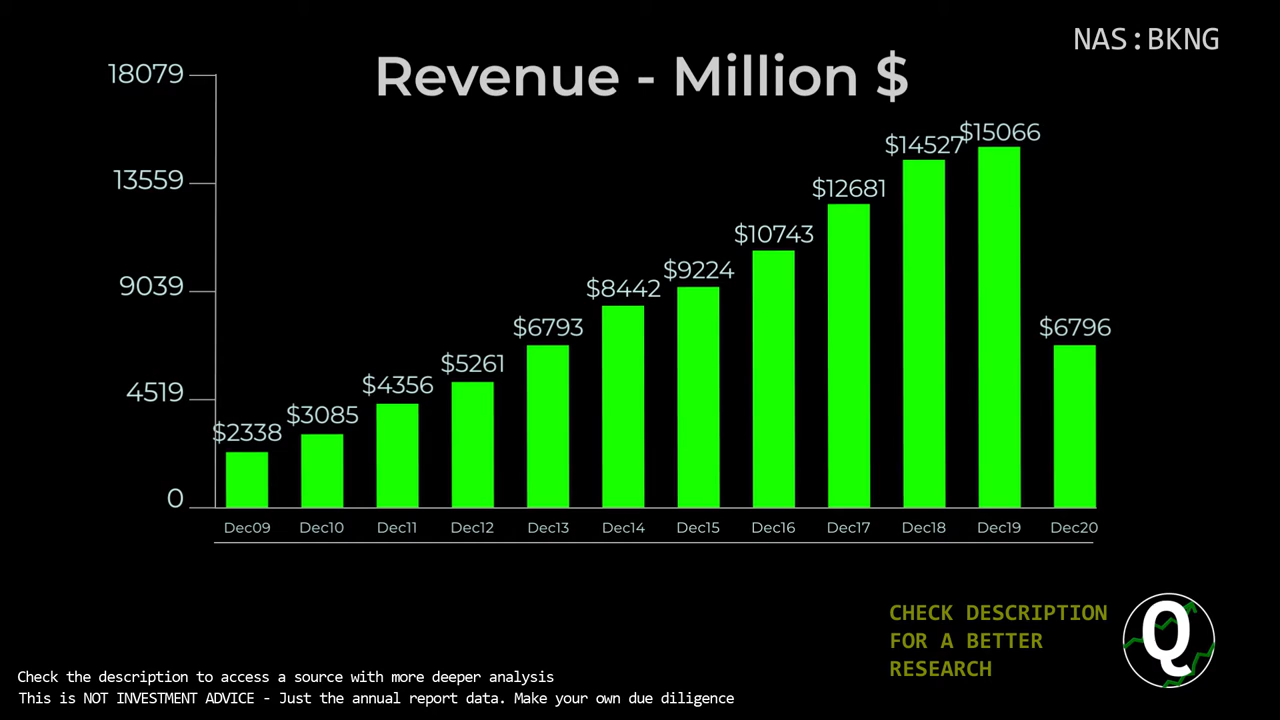 NAS:BKNG
Revenue - Million $
18079
13559
9039
4519
0
$2338
$3085
$4356
$5261
$6793
$8442
$9224
$10743
$12681
$14527
$15066
$6796
Dec09 Dec10 Dec11 Dec12 Dec13 Dec14 Dec15 Dec16 Dec17 Dec18 Dec19 Dec20
CHECK DESCRIPTION
FOR A BETTER
RESEARCH
Q
Check the description to access a source with more deeper analysis
This is NOT INVESTMENT ADVICE - Just the annual report data. Make your own due diligence